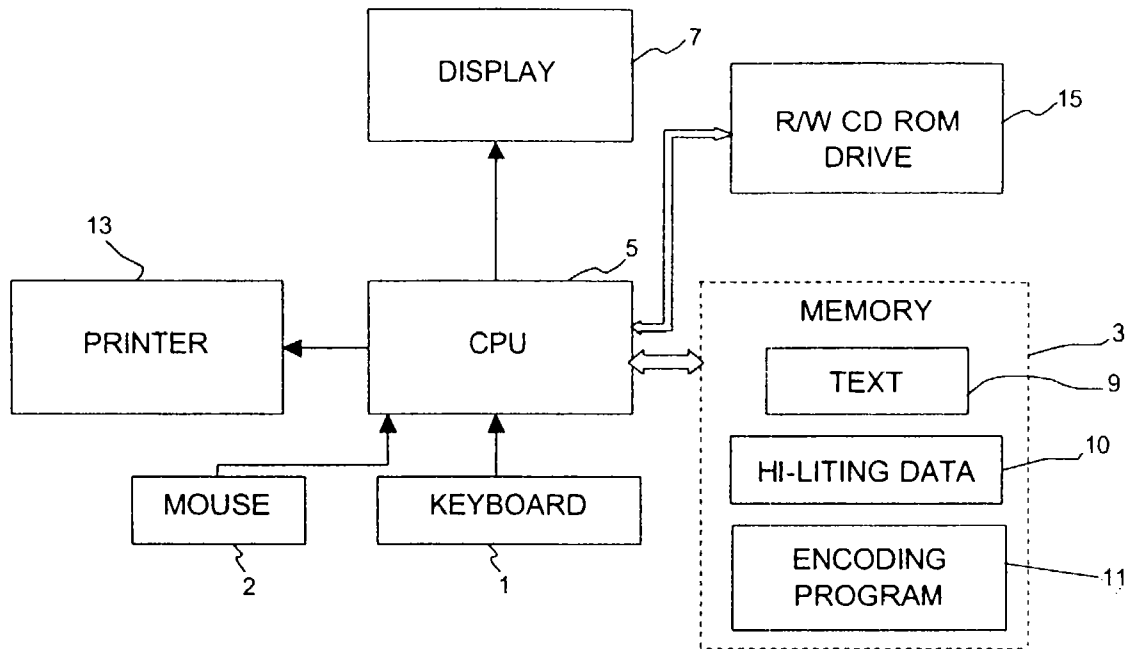 7
DISPLAY
15
R/W CD ROM
DRIVE
13
5
PRINTER
CPU
MEMORY
3
TEXT
9
HI-LITING DATA
10
MOUSE
KEYBOARD
ENCODING
PROGRAM
11
2
1